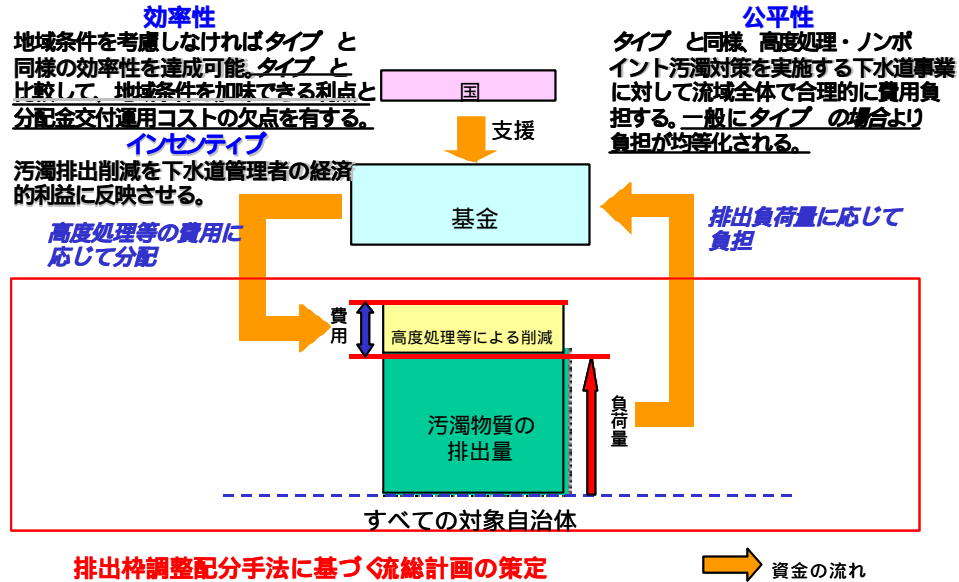 効率性
地域条件を考慮しなければタイプ と
同様の効率性を達成可能。タイプ と
比較して、地域条件を加味できる利点と
分配金交付運用コストの欠点を有する。
インセンティブ
汚濁排出削減を下水道管理者の経済
的利益に反映させる。
高度処理等の費用に
応じて分配
国
支援
基金
公平性
タイプ と同様、高度処理・ノンポ
イント汚濁対策を実施する下水道事業
に対して流域全体で合理的に費用負
担する。一般にタイプ の場合より
負担が均等化される。
排出負荷量に応じて
負担
費用
高度処理等による削減
汚濁物質の
排出量
負荷量
すべての対象自治体
排出枠調整配分手法に基づく流総計画の策定
資金の流れ